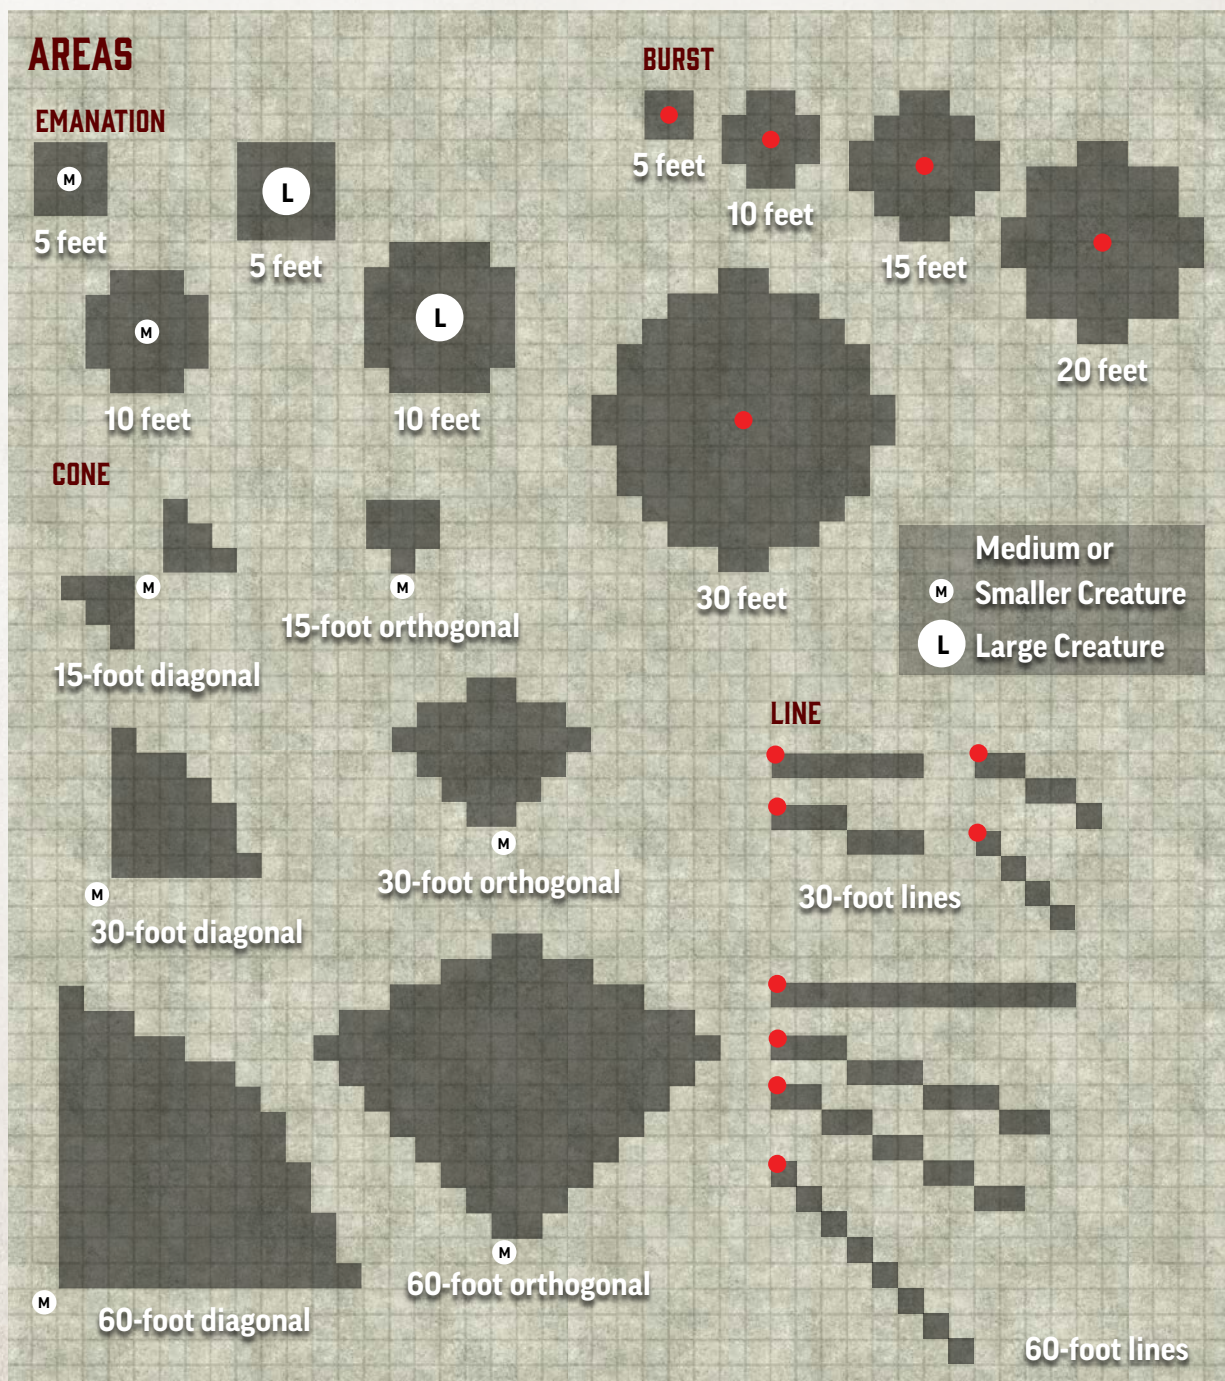 AREAS
EMANATION
M
5 feet
L
5 feet
M
10 feet
L
10 feet
BURST
5 feet
10 feet
15 feet
20 feet
30 feet
CONE
M
15-foot diagonal
M
15-foot orthogonal
M
30-foot diagonal
M
30-foot orthogonal
M
60-foot diagonal
M
60-foot orthogonal
Medium or
M Smaller Creature
L Large Creature
LINE
30-foot lines
60-foot lines